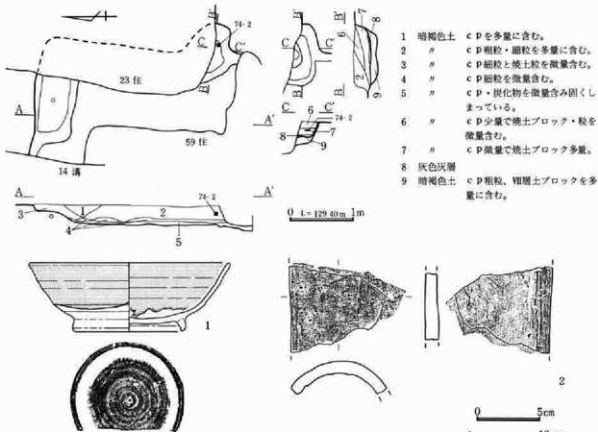 74-2
B′
C
C′
23住
B
A
A′
59住
14溝
B′
7
8
6
C
C′
2
B
9
C
C′
6
74-2
8
7
9
1 暗褐色土 cpを多量に含む。
2 〃 cp粗粒・細粒を多量に含む。
3 〃 cp細粒と焼土粒を微量含む。
4 〃 cp細粒を微量含む。
5 〃 cp・炭化物を微量含み固くし
まっている。
6 〃 cp少量で焼土ブロック・粒を
微量含む。
7 〃 cp微量で焼土ブロック多量。
8 灰色灰層
9 暗褐色土 cp粗粒、Ⅶ層土ブロックを多
量に含む。
A
A′
74-2
3
1
2
4
5
0 L=129.40m 1m
1
2
0 5cm